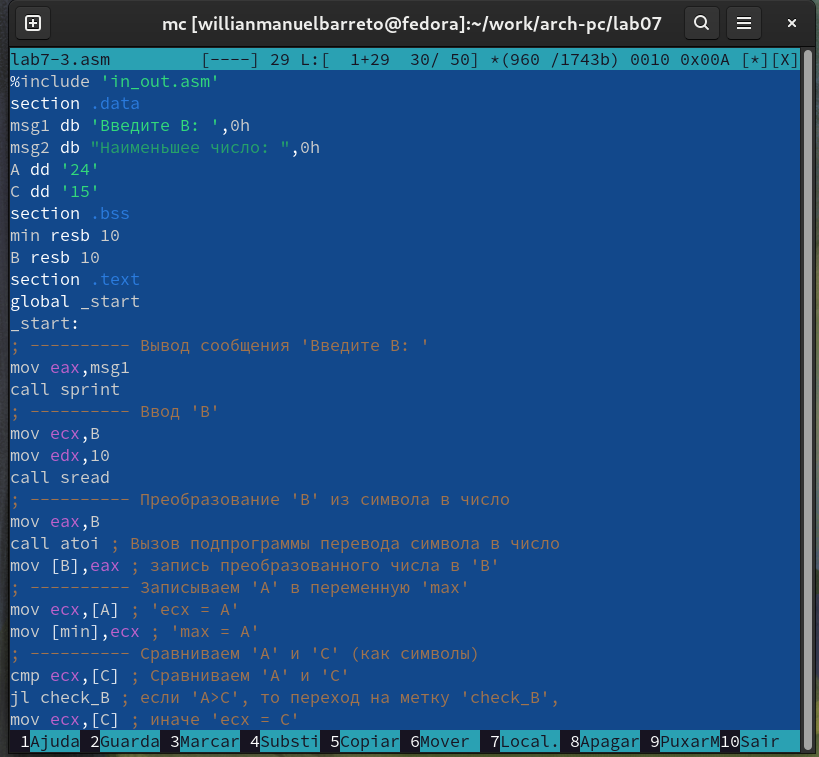 mc [willianmanuelbarreto@fedora]:~/work/arch-pc/lab07
lab7-3.asm [----] 29 L:[ 1+29 30/ 50] *(960 /1743b) 0010 0x00A [*][X]
%include 'in_out.asm'
section .data
msg1 db 'Введите B: ',0h
msg2 db "Наименьшее число: ",0h
A dd '24'
C dd '15'
section .bss
min resb 10
B resb 10
section .text
global _start
_start:
; ---------- Вывод сообщения 'Введите B: '
mov eax,msg1
call sprint
; ---------- Ввод 'B'
mov ecx,B
mov edx,10
call sread
; ---------- Преобразование 'B' из символа в число
mov eax,B
call atoi ; Вызов подпрограммы перевода символа в число
mov [B],eax ; запись преобразованного числа в 'B'
; ---------- Записываем 'A' в переменную 'max'
mov ecx,[A] ; 'ecx = A'
mov [min],ecx ; 'max = A'
; ---------- Сравниваем 'A' и 'С' (как символы)
cmp ecx,[C] ; Сравниваем 'A' и 'С'
jl check_B ; если 'A>C', то переход на метку 'check_B',
mov ecx,[C] ; иначе 'ecx = C'
1Ajuda 2Guarda 3Marcar 4Substi 5Copiar 6Mover 7Local. 8Apagar 9PuxarM10Sair